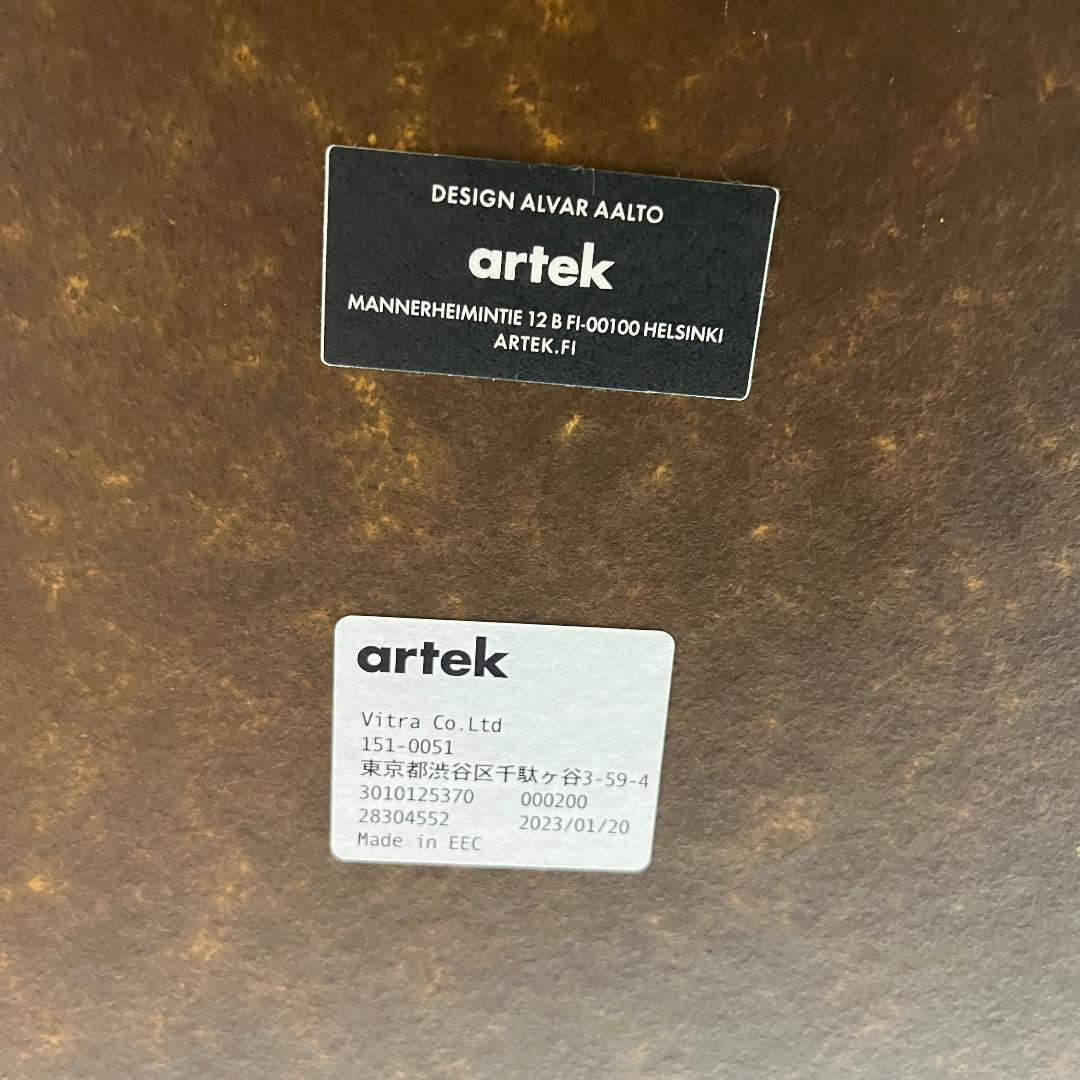 DESIGN ALVAR AALTO
artek
MANNERHEIMINTIE 12 B FI-00100 HELSINKI
ARTEK.FI
artek
Vitra Co.Ltd
151-0051
東京都渋谷区千駄ヶ谷3-59-4
3010125370 000200
28304552 2023/01/20
Made in EEC